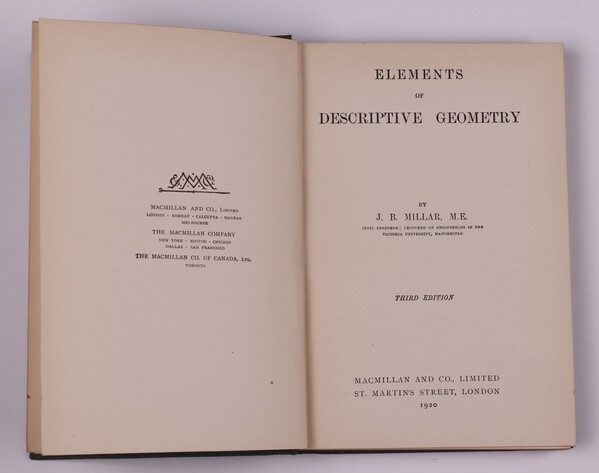 MACMILLAN AND CO., LIMITED
LONDON · BOMBAY · CALCUTTA · MADRAS
MELBOURNE
THE MACMILLAN COMPANY
NEW YORK · BOSTON · CHICAGO
DALLAS · SAN FRANCISCO
THE MACMILLAN CO. OF CANADA, LTD.
TORONTO
ELEMENTS
OF
DESCRIPTIVE GEOMETRY
BY
J. B. MILLAR, M.E.
CIVIL ENGINEER; LECTURER ON ENGINEERING IN THE
VICTORIA UNIVERSITY, MANCHESTER
THIRD EDITION
MACMILLAN AND CO., LIMITED
ST. MARTIN'S STREET, LONDON
1920